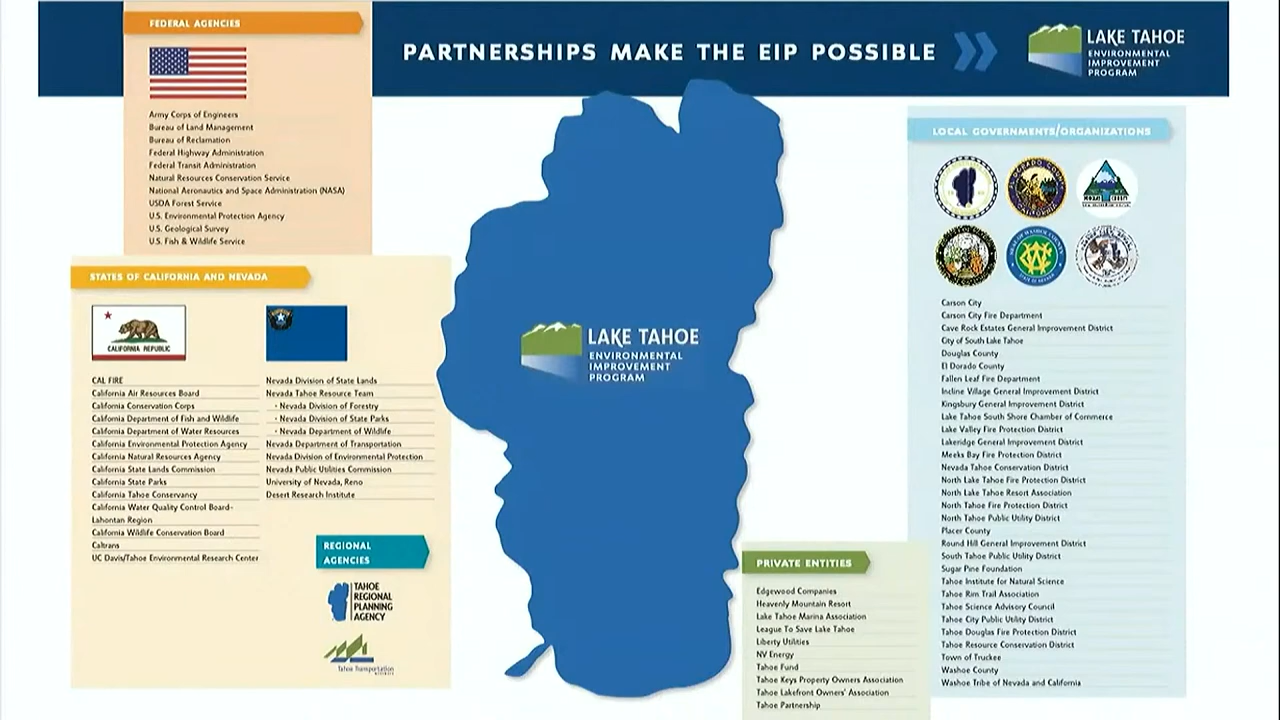 FEDERAL AGENCIES
Army Corps of Engineers
Bureau of Land Management
Bureau of Reclamation
Federal Highway Administration
Federal Transit Administration
Natural Resources Conservation Service
National Aeronautics and Space Administration (NASA)
USDA Forest Service
U.S. Environmental Protection Agency
U.S. Geological Survey
U.S. Fish & Wildlife Service
PARTNERSHIPS MAKE THE EIP POSSIBLE
LAKE TAHOE
ENVIRONMENTAL
IMPROVEMENT
PROGRAM
STATES OF CALIFORNIA AND NEVADA
CALIFORNIA REPUBLIC
CAL FIRE
California Air Resources Board
California Conservation Corps
California Department of Fish and Wildlife
California Department of Water Resources
California Environmental Protection Agency
California Natural Resources Agency
California State Lands Commission
California State Parks
California Tahoe Conservancy
California Water Quality Control Board-
Lahontan Region
California Wildlife Conservation Board
Caltrans
UC Davis/Tahoe Environmental Research Center
Nevada Division of State Lands
Nevada Tahoe Resource Team
- Nevada Division of Forestry
- Nevada Division of State Parks
- Nevada Department of Wildlife
Nevada Department of Transportation
Nevada Division of Environmental Protection
Nevada Public Utilities Commission
University of Nevada, Reno
Desert Research Institute
REGIONAL
AGENCIES
TAHOE
REGIONAL
PLANNING
AGENCY
Tahoe Transportation
LAKE TAHOE
ENVIRONMENTAL
IMPROVEMENT
PROGRAM
PRIVATE ENTITIES
Edgewood Companies
Heavenly Mountain Resort
Lake Tahoe Marina Association
League To Save Lake Tahoe
Liberty Utilities
NV Energy
Tahoe Fund
Tahoe Keys Property Owners Association
Tahoe Lakefront Owners' Association
Tahoe Partnership
LOCAL GOVERNMENTS/ORGANIZATIONS
Carson City
Carson City Fire Department
Cave Rock Estates General Improvement District
City of South Lake Tahoe
Douglas County
El Dorado County
Fallen Leaf Fire Department
Incline Village General Improvement District
Kingsbury General Improvement District
Lake Tahoe South Shore Chamber of Commerce
Lake Valley Fire Protection District
Lakeridge General Improvement District
Meeks Bay Fire Protection District
Nevada Tahoe Conservation District
North Lake Tahoe Fire Protection District
North Lake Tahoe Resort Association
North Tahoe Fire Protection District
North Tahoe Public Utility District
Placer County
Round Hill General Improvement District
South Tahoe Public Utility District
Sugar Pine Foundation
Tahoe Institute for Natural Science
Tahoe Rim Trail Association
Tahoe Science Advisory Council
Tahoe City Public Utility District
Tahoe Douglas Fire Protection District
Tahoe Resource Conservation District
Town of Truckee
Washoe County
Washoe Tribe of Nevada and California